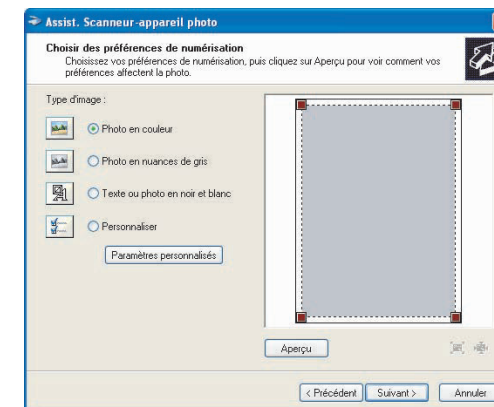 Assist. Scanneur-appareil photo
Choisir des préférences de numérisation
Choisissez vos préférences de numérisation, puis cliquez sur Aperçu pour voir comment vos
préférences affectent la photo.
Type d'image :
Photo en couleur
Photo en nuances de gris
Texte ou photo en noir et blanc
Personnaliser
Paramètres personnalisés
Aperçu
< Précédent
Suivant >
Annuler